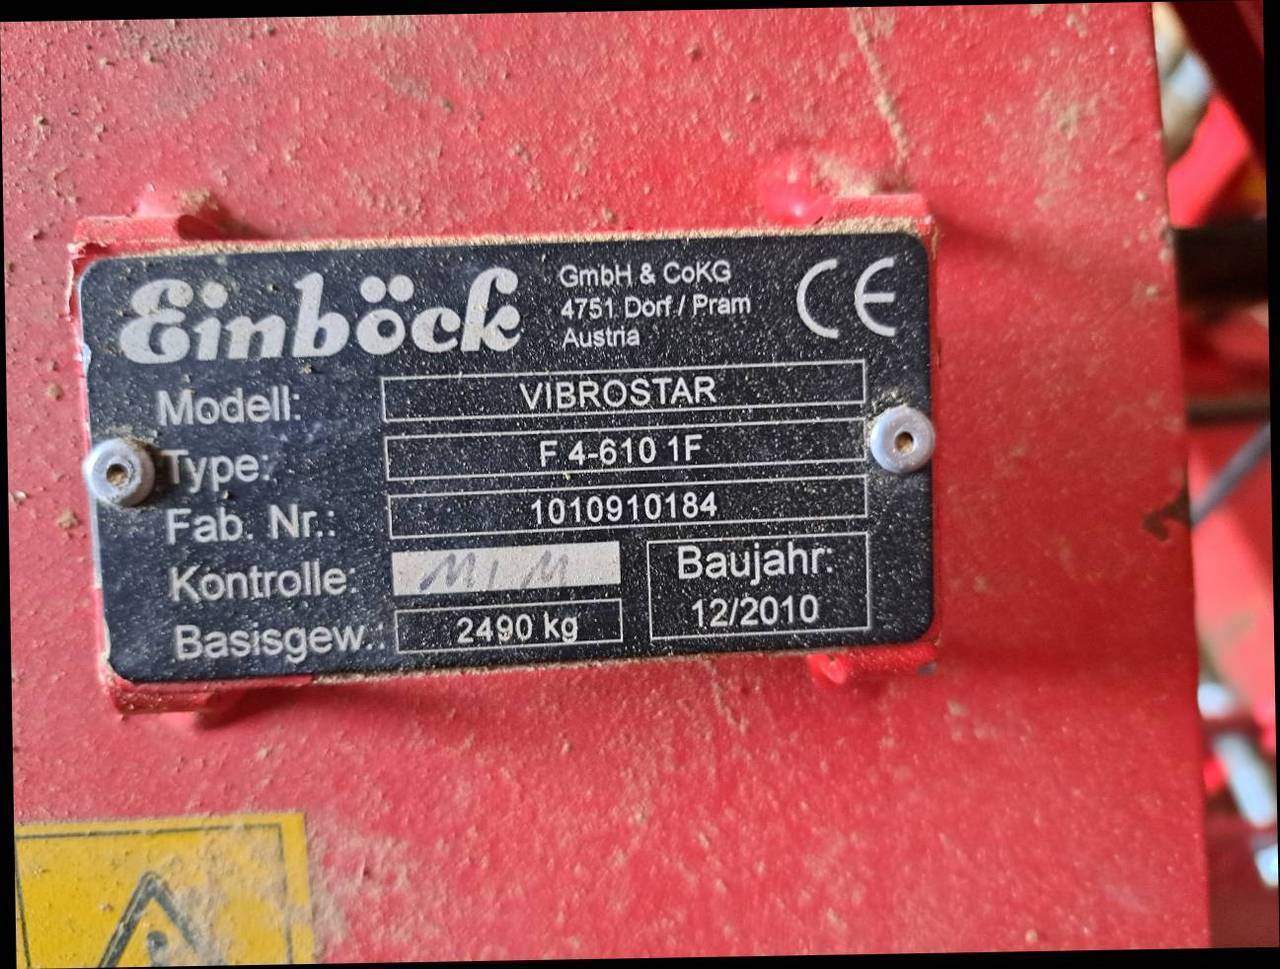 Einböck
GmbH & CoKG
4751 Dorf / Pram
Austria
CE
Modell: VIBROSTAR
Type: F 4-610 1F
Fab. Nr.: 1010910184
Kontrolle:
Baujahr:
12/2010
Basisgew.: 2490 kg